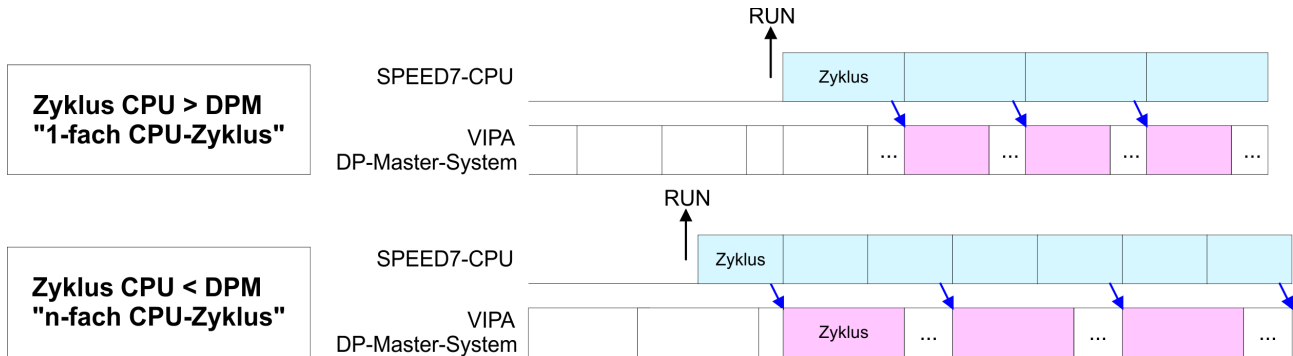 RUN
SPEED7-CPU
Zyklus
Zyklus CPU > DPM
"1-fach CPU-Zyklus"
VIPA
DP-Master-System
... ... ... ...
RUN
SPEED7-CPU
Zyklus
Zyklus CPU < DPM
"n-fach CPU-Zyklus"
VIPA
DP-Master-System
Zyklus ... ... ...